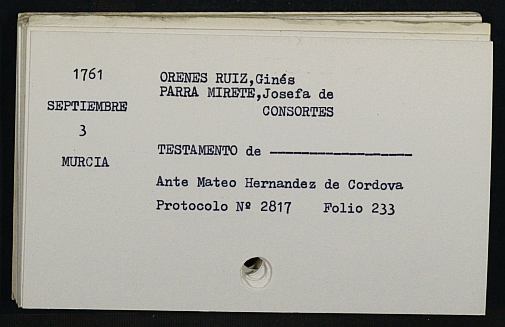 1761
SEPTIEMBRE
3
MURCIA
ORENES RUIZ,Ginés
PARRA MIRETE,Josefa de
CONSORTES
TESTAMENTO de ------------------
Ante Mateo Hernandez de Cordova
Protocolo Nº 2817 Folio 233